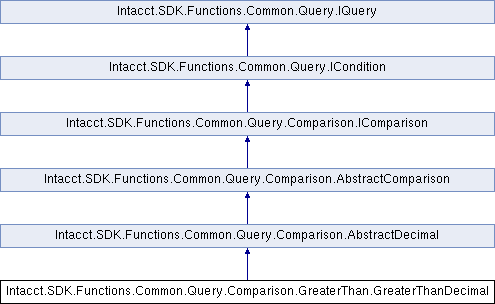 Intacct.SDK.Functions.Common.Query.IQuery
Intacct.SDK.Functions.Common.Query.ICondition
Intacct.SDK.Functions.Common.Query.Comparison.IComparison
Intacct.SDK.Functions.Common.Query.Comparison.AbstractComparison
Intacct.SDK.Functions.Common.Query.Comparison.AbstractDecimal
Intacct.SDK.Functions.Common.Query.Comparison.GreaterThan.GreaterThanDecimal